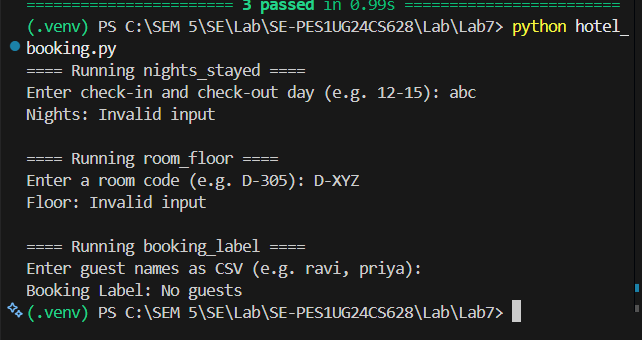 ======================= 3 passed in 0.99s ========================
(.venv) PS C:\SEM 5\SE\Lab\SE-PES1UG24CS628\Lab\Lab7> python hotel_
booking.py
==== Running nights_stayed ====
Enter check-in and check-out day (e.g. 12-15): abc
Nights: Invalid input

==== Running room_floor ====
Enter a room code (e.g. D-305): D-XYZ
Floor: Invalid input

==== Running booking_label ====
Enter guest names as CSV (e.g. ravi, priya):
Booking Label: No guests
(.venv) PS C:\SEM 5\SE\Lab\SE-PES1UG24CS628\Lab\Lab7>